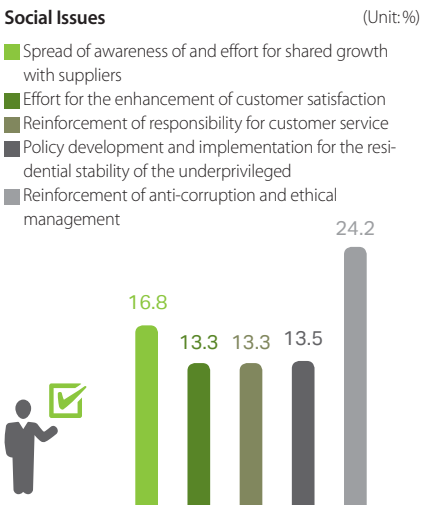 Social Issues (Unit: %)
Spread of awareness of and effort for shared growth
with suppliers
Effort for the enhancement of customer satisfaction
Reinforcement of responsibility for customer service
Policy development and implementation for the resi-
dential stability of the underprivileged
Reinforcement of anti-corruption and ethical
management
24.2
16.8
13.3 13.3 13.5